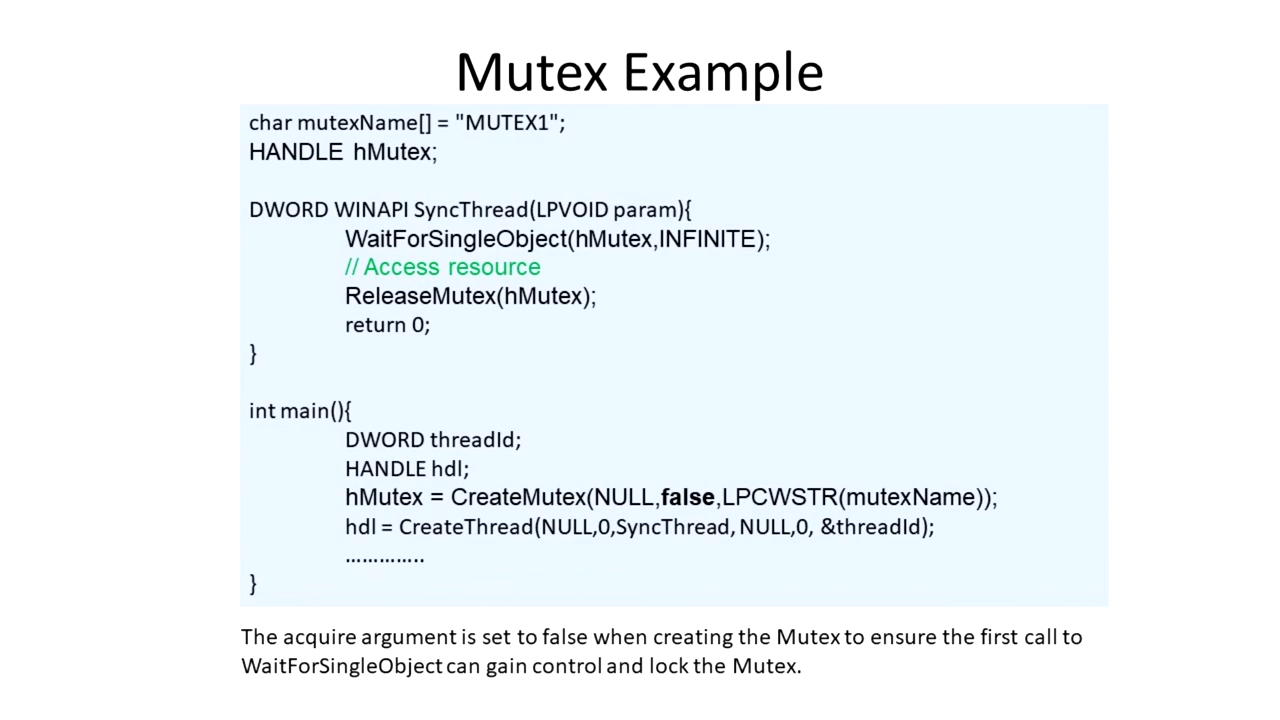 Mutex Example
char mutexName[] = "MUTEX1";
HANDLE hMutex;
DWORD WINAPI SyncThread(LPVOID param){
WaitForSingleObject(hMutex,INFINITE);
// Access resource
ReleaseMutex(hMutex);
return 0;
}
int main(){
DWORD threadId;
HANDLE hdl;
hMutex = CreateMutex(NULL,false,LPCWSTR(mutexName));
hdl = CreateThread(NULL,0,SyncThread, NULL,0, &threadId);
…………..
}
The acquire argument is set to false when creating the Mutex to ensure the first call to
WaitForSingleObject can gain control and lock the Mutex.